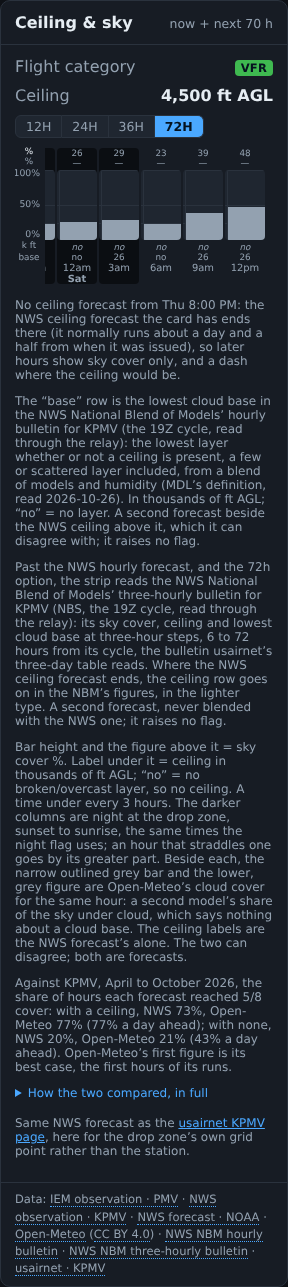 Ceiling & sky now + next 70 h
Flight category VFR
Ceiling 4,500 ft AGL
12H 24H 36H 72H
% 26 29 23 39 48
% — — — — —
100%
50%
0%
k ft no no no no no
base no 26 no 26 no
12am 3am 6am 9am 12pm
Sat
No ceiling forecast from Thu 8:00 PM: the
NWS ceiling forecast the card has ends
there (it normally runs about a day and a
half from when it was issued), so later
hours show sky cover only, and a dash
where the ceiling would be.
The “base” row is the lowest cloud base in
the NWS National Blend of Models’ hourly
bulletin for KPMV (the 19Z cycle, read
through the relay): the lowest layer
whether or not a ceiling is present, a few
or scattered layer included, from a blend
of models and humidity (MDL’s definition,
read 2026-10-26). In thousands of ft AGL;
“no” = no layer. A second forecast beside
the NWS ceiling above it, which it can
disagree with; it raises no flag.
Past the NWS hourly forecast, and the 72h
option, the strip reads the NWS National
Blend of Models’ three-hourly bulletin for
KPMV (NBS, the 19Z cycle, read through
the relay): its sky cover, ceiling and lowest
cloud base at three-hour steps, 6 to 72
hours from its cycle, the bulletin usairnet’s
three-day table reads. Where the NWS
ceiling forecast ends, the ceiling row goes
on in the NBM’s figures, in the lighter
type. A second forecast, never blended
with the NWS one; it raises no flag.
Bar height and the figure above it = sky
cover %. Label under it = ceiling in
thousands of ft AGL; “no” = no
broken/overcast layer, so no ceiling. A
time under every 3 hours. The darker
columns are night at the drop zone,
sunset to sunrise, the same times the
night flag uses; an hour that straddles one
goes by its greater part. Beside each, the
narrow outlined grey bar and the lower,
grey figure are Open-Meteo’s cloud cover
for the same hour: a second model’s share
of the sky under cloud, which says nothing
about a cloud base. The ceiling labels are
the NWS forecast’s alone. The two can
disagree; both are forecasts.
Against KPMV, April to October 2026, the
share of hours each forecast reached 5/8
cover: with a ceiling, NWS 73%, Open-
Meteo 77% (77% a day ahead); with none,
NWS 20%, Open-Meteo 21% (43% a day
ahead). Open-Meteo’s first figure is its
best case, the first hours of its runs.
▶ How the two compared, in full
Same NWS forecast as the usairnet KPMV
page, here for the drop zone’s own grid
point rather than the station.
Data: IEM observation · PMV · NWS
observation · KPMV · NWS forecast · NOAA ·
Open-Meteo (CC BY 4.0) · NWS NBM hourly
bulletin · NWS NBM three-hourly bulletin ·
usairnet · KPMV